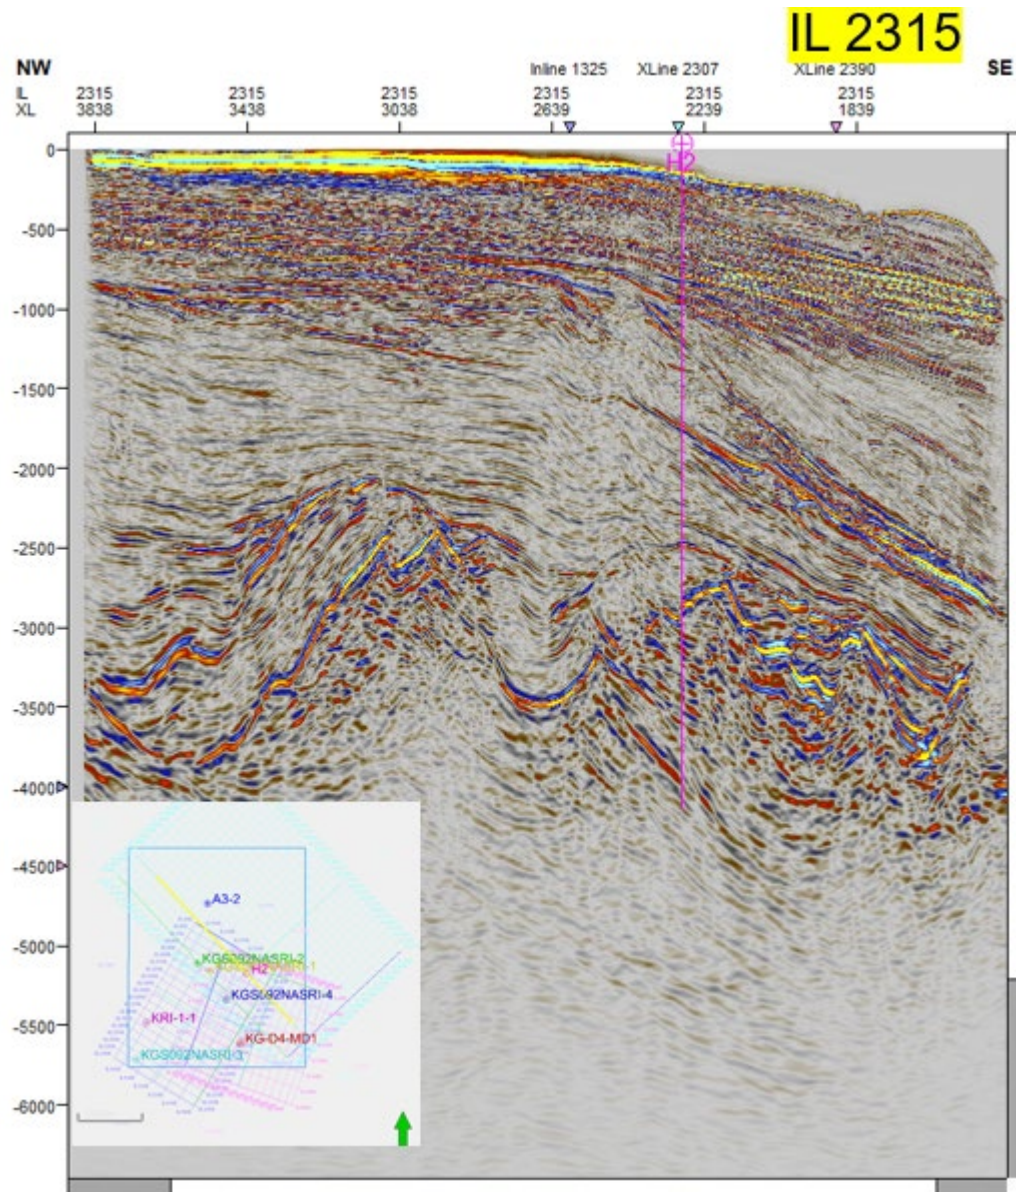 IL 2315
NW
Inline 1325 XLine 2307 XLine 2390
SE
IL 2315 2315 2315 2315 2315 2315
XL 3838 3438 3038 2639 2239 1839
0
H2
-500
-1000
-1500
-2000
-2500
-3000
-3500
-4000
-4500
-5000
-5500
-6000
A3-2
KGS092NASRI-2
H2
KGS092NASRI-4
KRI-1-1
KG-D4-MD1
KGS092NASRI-3